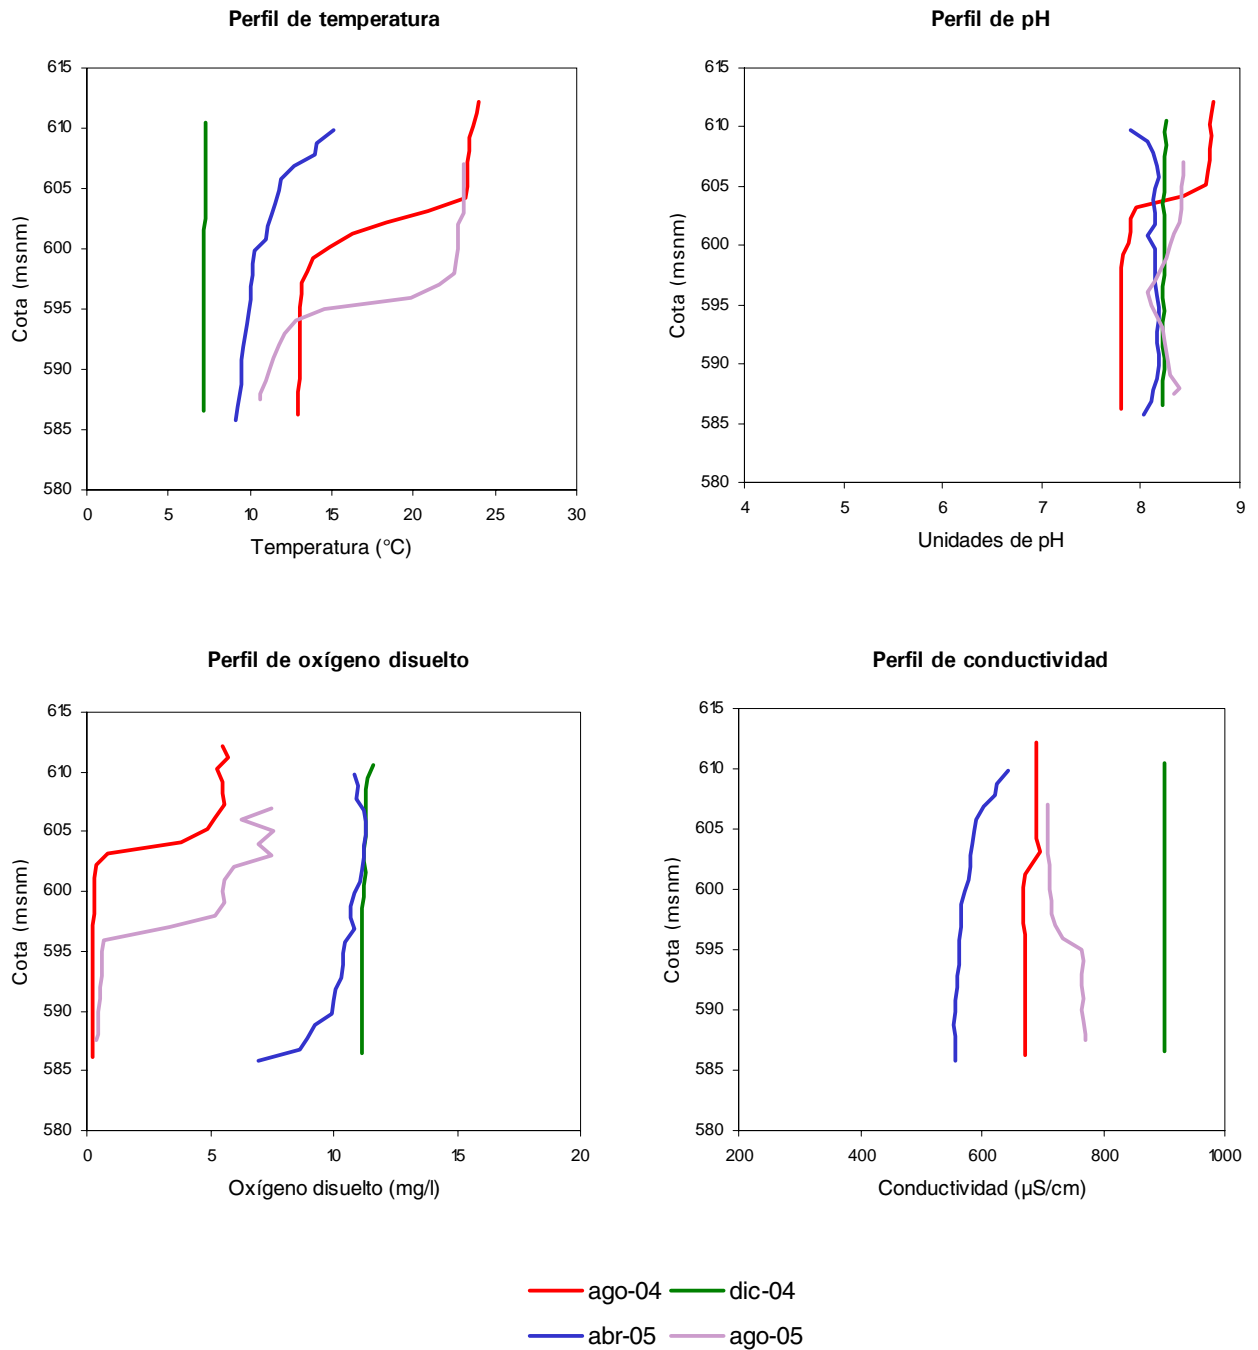 Perfil de temperatura
615
610
605
600
595
590
585
580
0 5 10 15 20 25 30
Cota (msnm)
Temperatura (°C)
Perfil de pH
615
610
605
600
595
590
585
580
4 5 6 7 8 9
Cota (msnm)
Unidades de pH
Perfil de oxígeno disuelto
615
610
605
600
595
590
585
580
0 5 10 15 20
Cota (msnm)
Oxígeno disuelto (mg/l)
Perfil de conductividad
615
610
605
600
595
590
585
580
200 400 600 800 1000
Cota (msnm)
Conductividad (µS/cm)
ago-04 dic-04
abr-05 ago-05